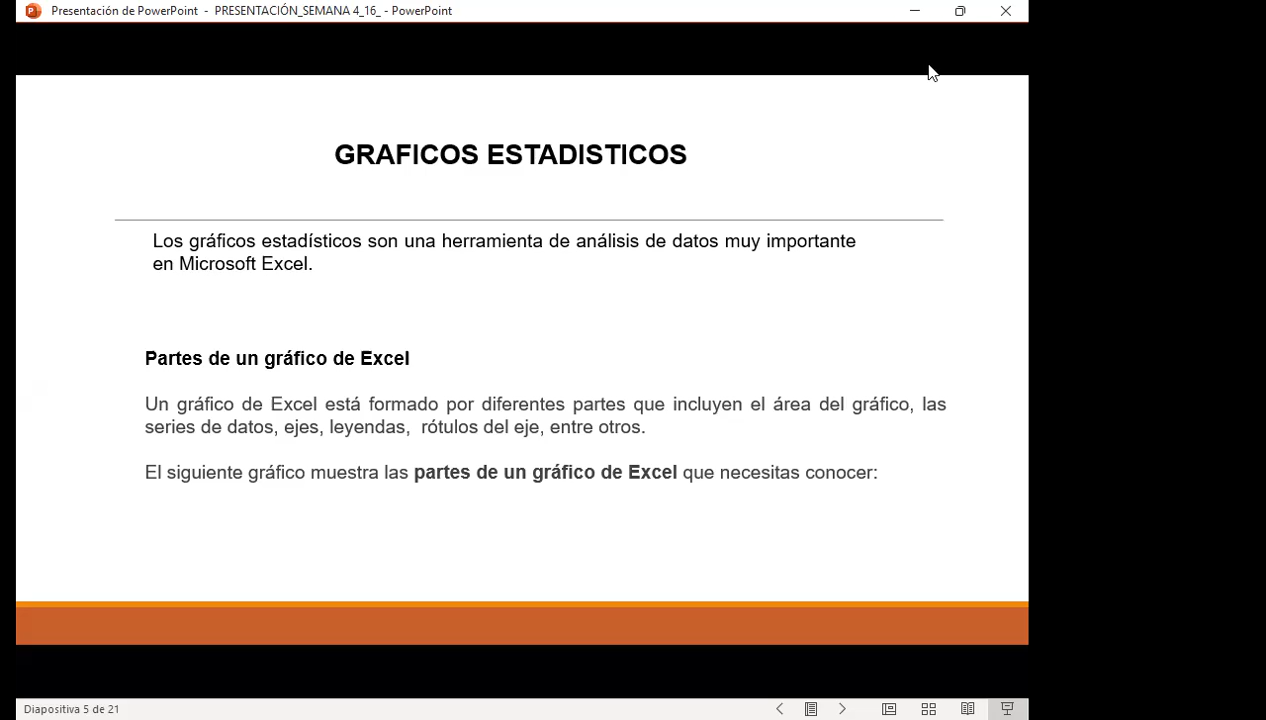 Presentación de PowerPoint - PRESENTACIÓN_SEMANA 4_16_ - PowerPoint
GRAFICOS ESTADISTICOS
Los gráficos estadísticos son una herramienta de análisis de datos muy importante
en Microsoft Excel.
Partes de un gráfico de Excel
Un gráfico de Excel está formado por diferentes partes que incluyen el área del gráfico, las
series de datos, ejes, leyendas, rótulos del eje, entre otros.
El siguiente gráfico muestra las partes de un gráfico de Excel que necesitas conocer:
Diapositiva 5 de 21